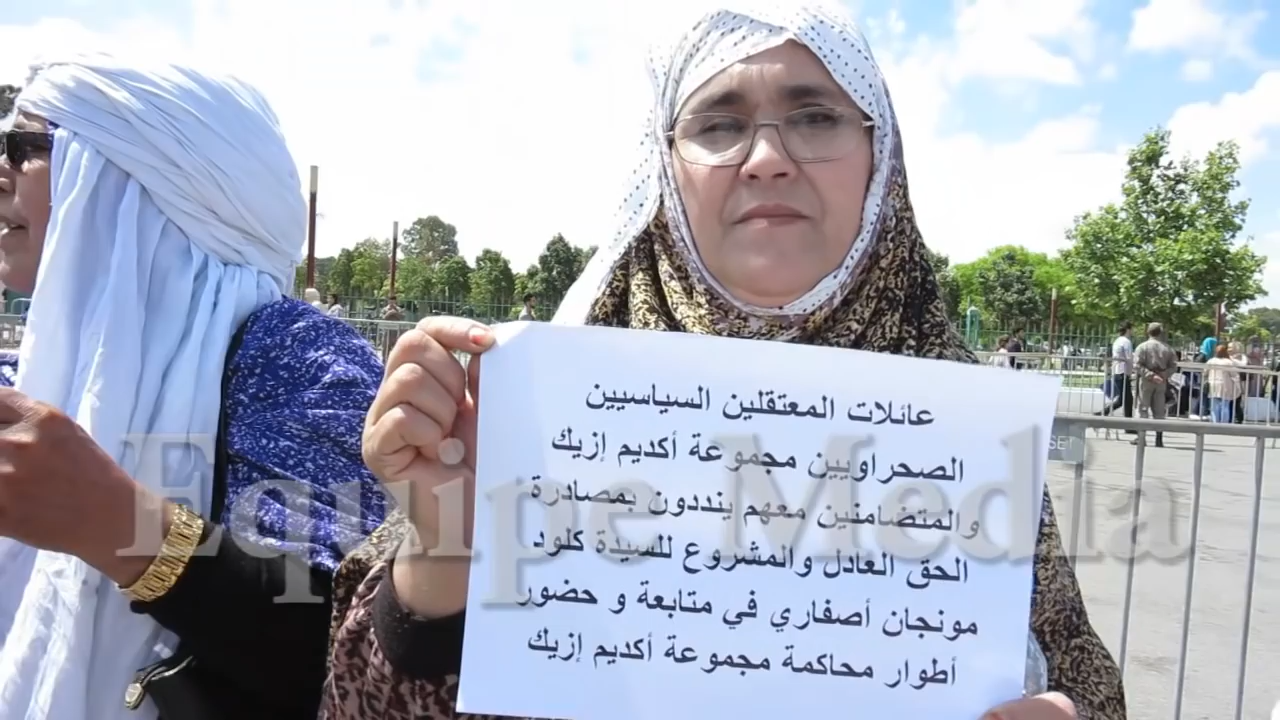 عائلات المعتقلين السياسيين
الصحراويين مجموعة أكديم إزيك
والمتضامنين معهم ينددون بمصادرة
الحق العادل والمشروع للسيدة كلود
مونجان أصفاري في متابعة و حضور
أطوار محاكمة مجموعة أكديم إزيك
Equipe Media